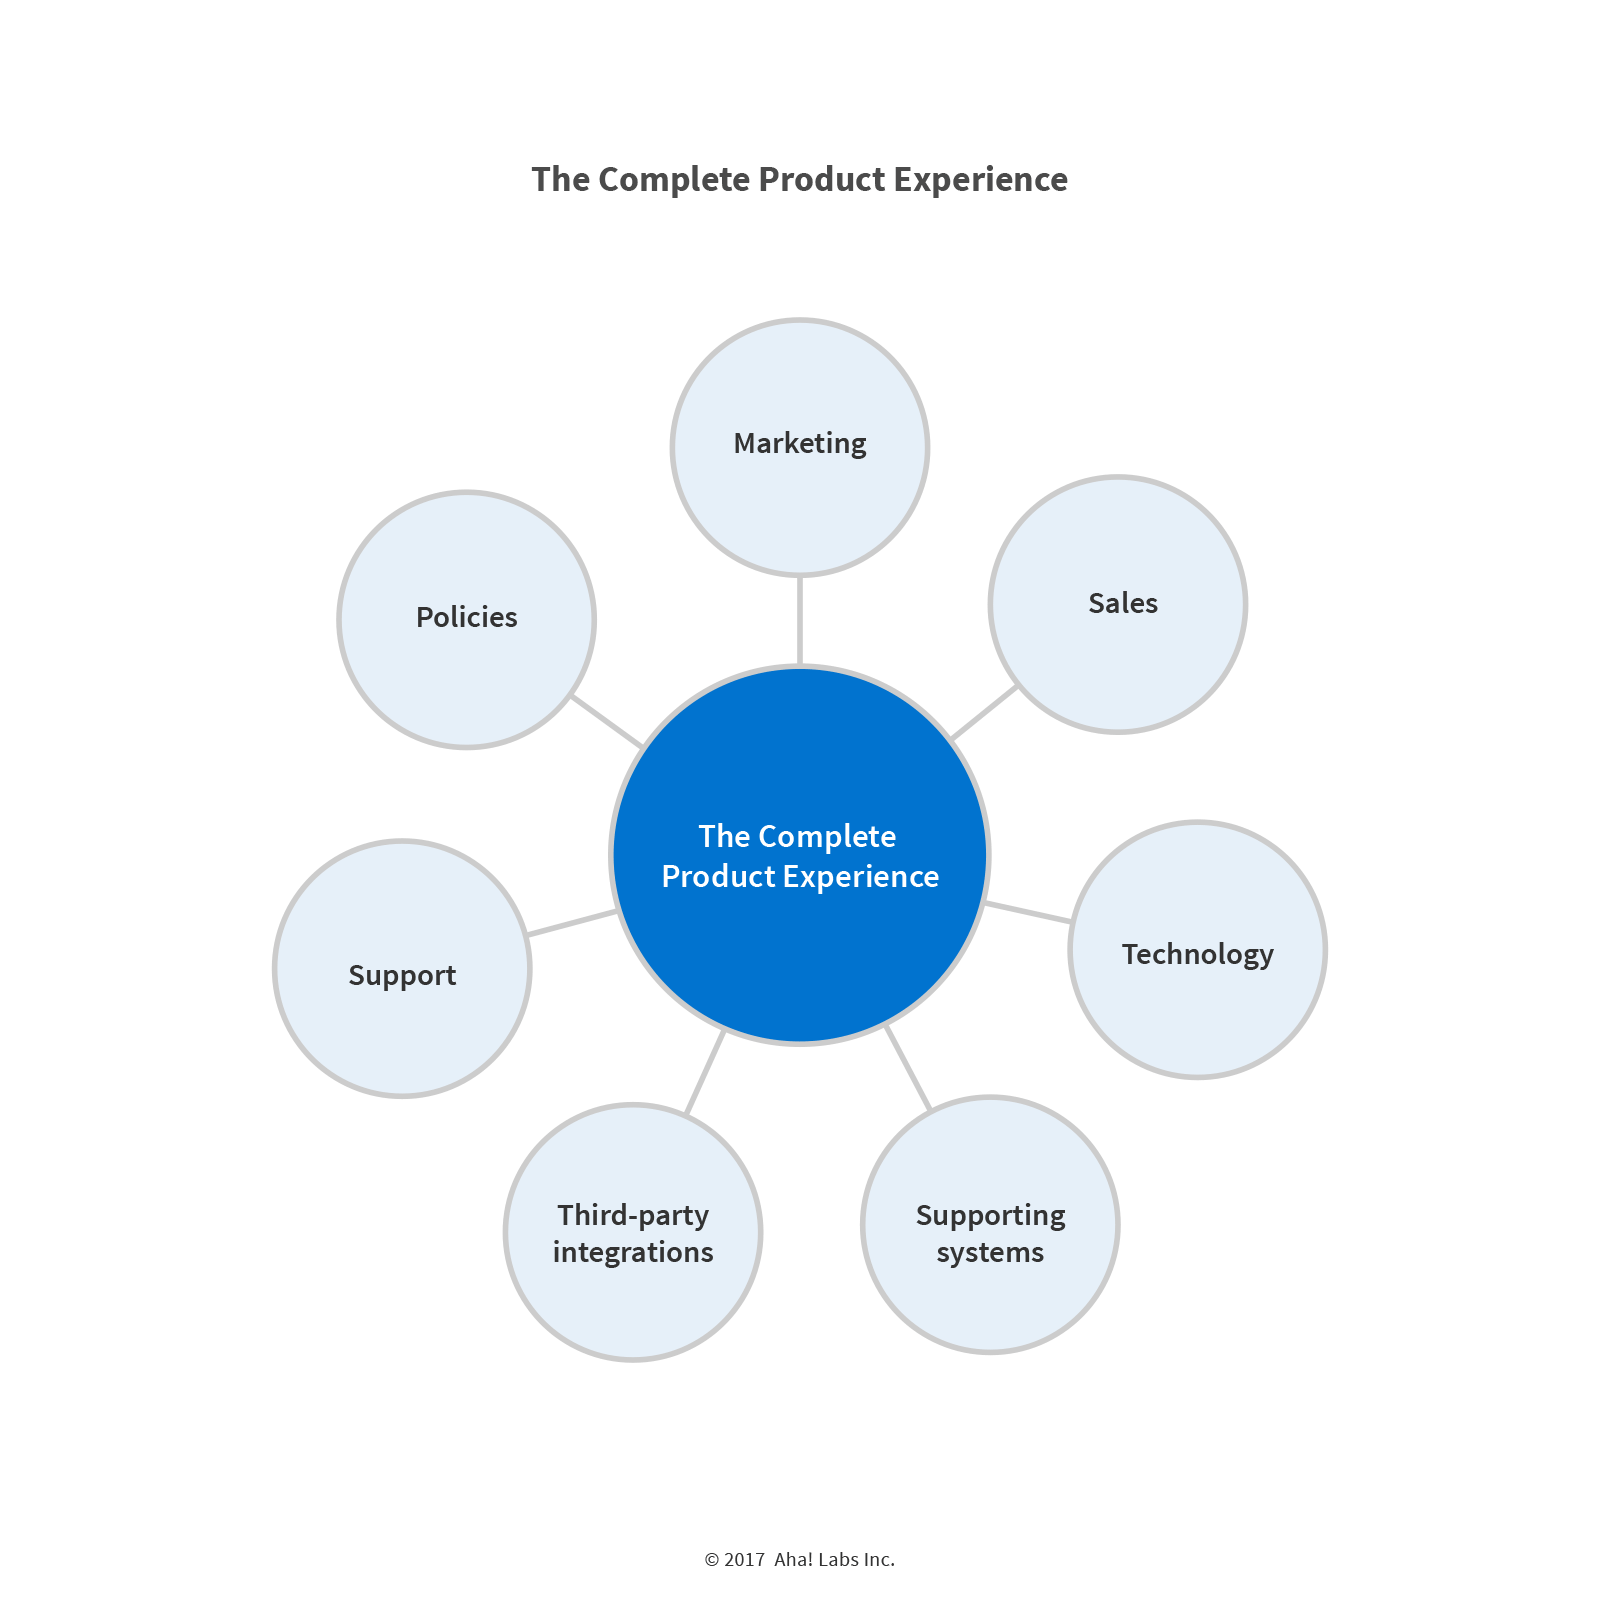 The Complete Product Experience
Marketing
Sales
Policies
The Complete
Product Experience
Technology
Support
Third-party
integrations
Supporting
systems
© 2017 Aha! Labs Inc.